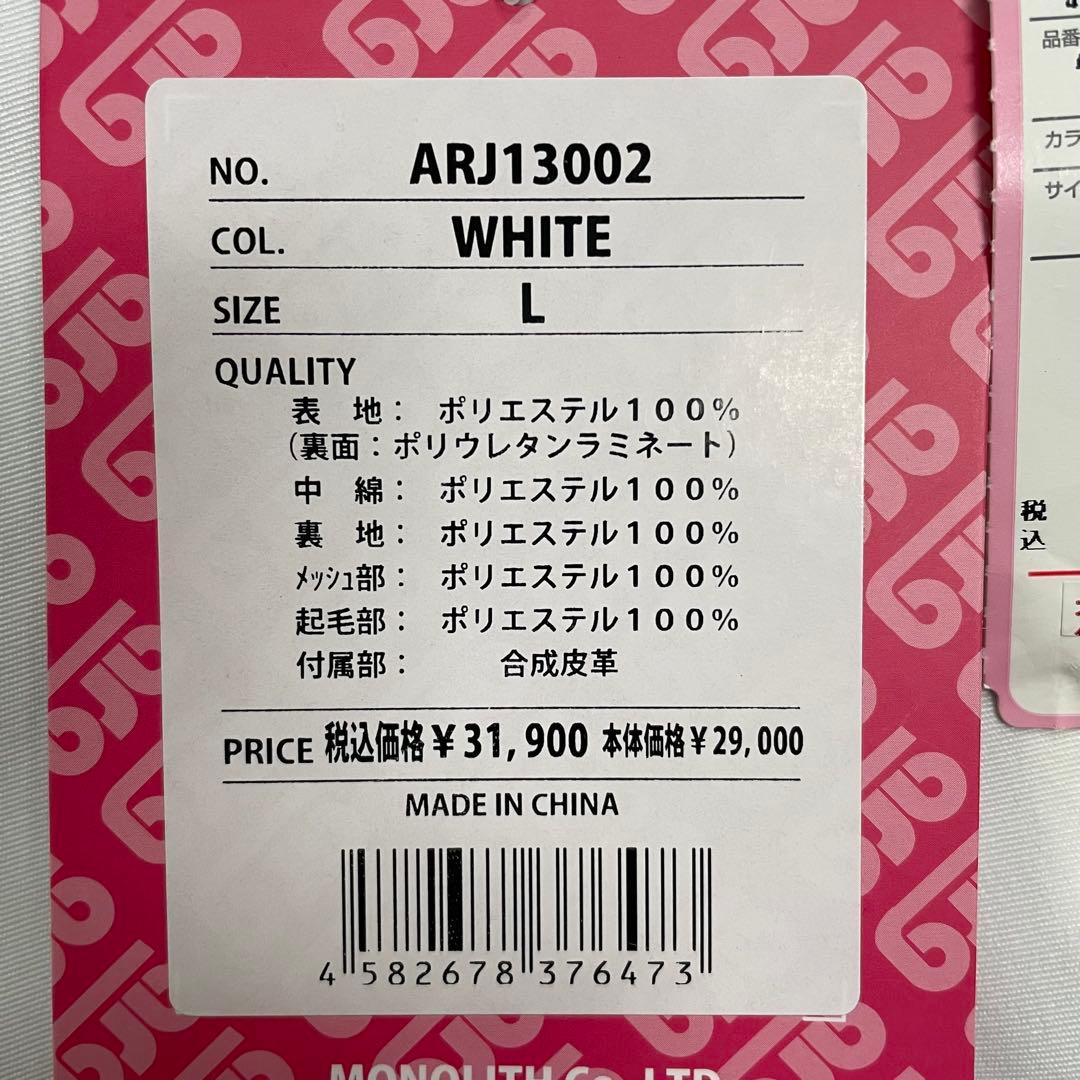 NO. ARJ13002
COL. WHITE
SIZE L
QUALITY
表 地： ポリエステル１００％
（裏面：ポリウレタンラミネート）
中 綿： ポリエステル１００％
裏 地： ポリエステル１００％
ﾒｯｼｭ部： ポリエステル１００％
起毛部： ポリエステル１００％
付属部： 合成皮革
PRICE 税込価格￥31,900 本体価格￥29,000
MADE IN CHINA
4 582678 376473
MONOLITH Co., LTD
品番
カラ
サイ
税
込